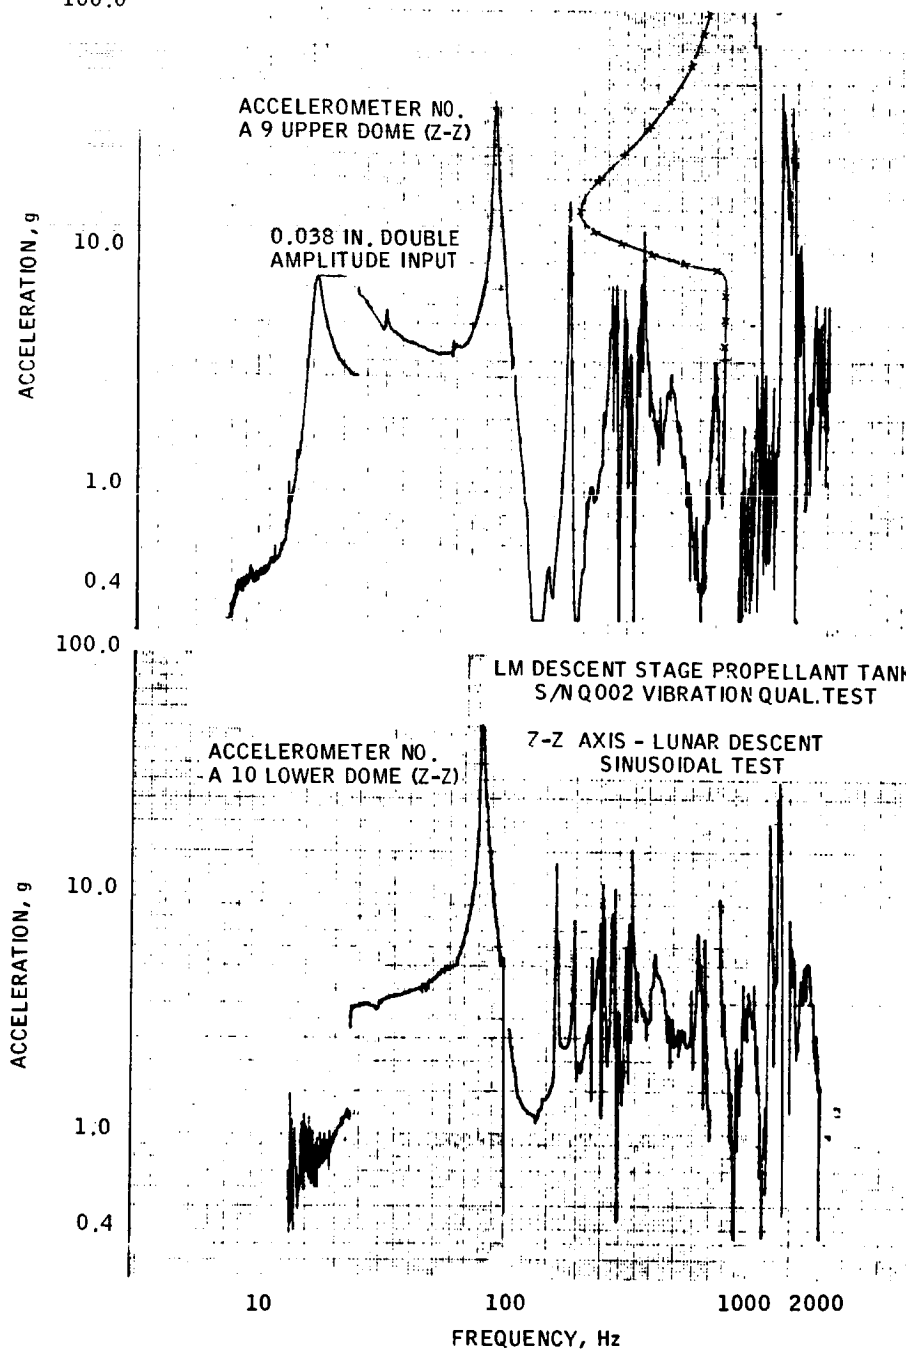 100.0
ACCELEROMETER NO.
A 9 UPPER DOME (Z-Z)
0.038 IN. DOUBLE
AMPLITUDE INPUT
ACCELERATION, g
10.0
1.0
0.4
100.0
LM DESCENT STAGE PROPELLANT TANK
S/N Q002 VIBRATION QUAL. TEST
Z-Z AXIS - LUNAR DESCENT
SINUSOIDAL TEST
ACCELEROMETER NO.
A 10 LOWER DOME (Z-Z)
ACCELERATION, g
10.0
1.0
0.4
10 100 1000 2000
FREQUENCY, Hz